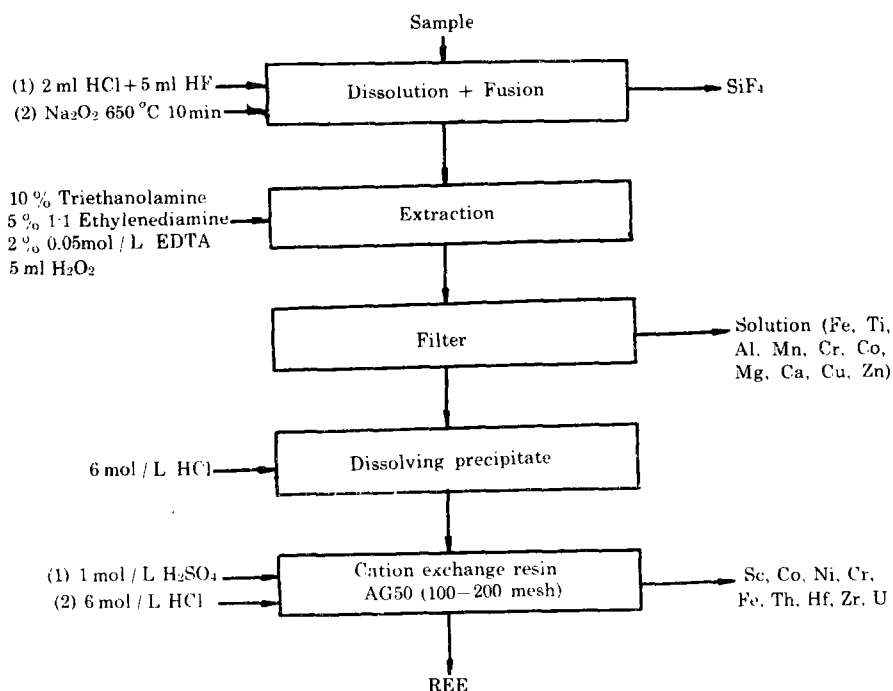 Sample
(1) 2 ml HCl + 5 ml HF
(2) Na₂O₂ 650 °C 10 min
Dissolution + Fusion
SiF₄
10 % Triethanolamine
5 % 1·1 Ethylenediamine
2 % 0.05mol / L EDTA
5 ml H₂O₂
Extraction
Filter
Solution (Fe, Ti,
Al, Mn, Cr, Co,
Mg, Ca, Cu, Zn)
6 mol / L HCl
Dissolving precipitate
(1) 1 mol / L H₂SO₄
(2) 6 mol / L HCl
Cation exchange resin
AG50 (100—200 mesh)
Sc, Co, Ni, Cr,
Fe, Th, Hf, Zr, U
REE